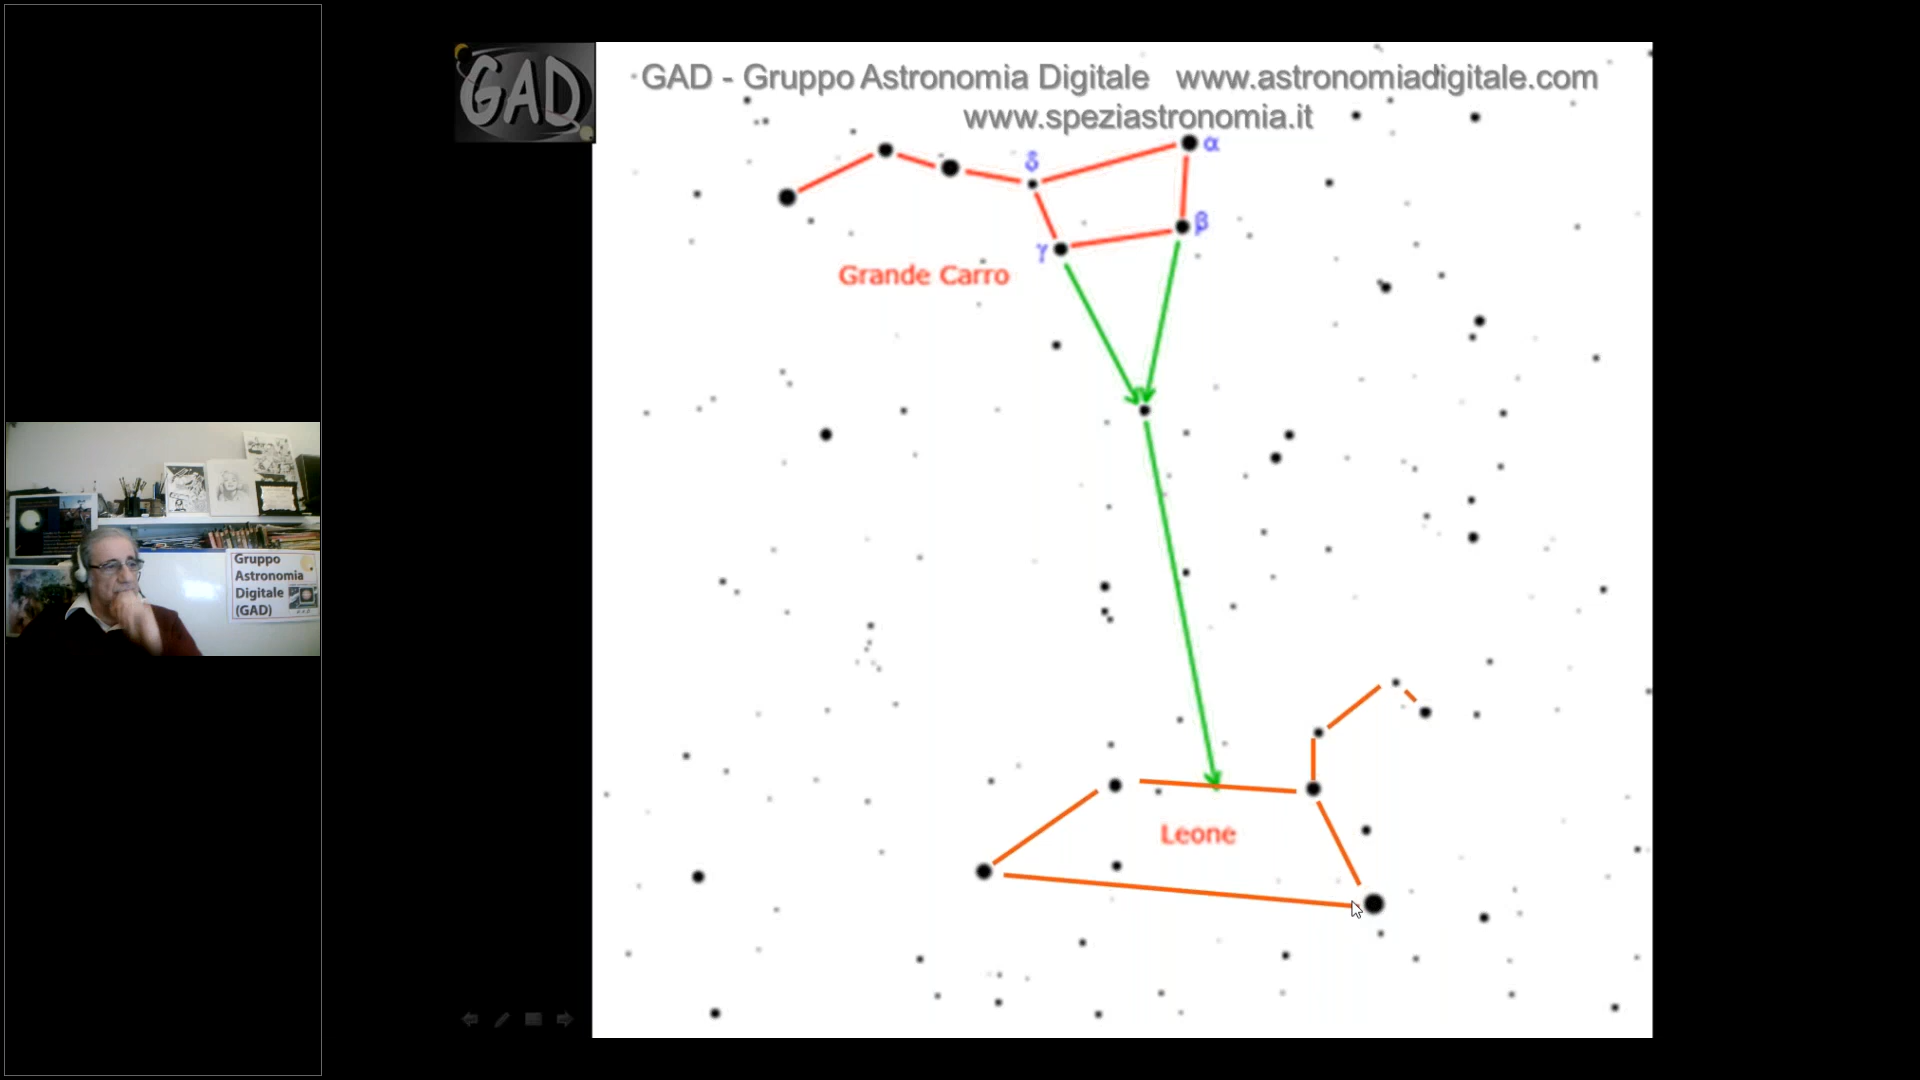 GAD
GAD - Gruppo Astronomia Digitale www.astronomiadigitale.com
www.speziastronomia.it
α
δ
β
γ
Grande Carro
Leone
Gruppo
Astronomia
Digitale
(GAD)